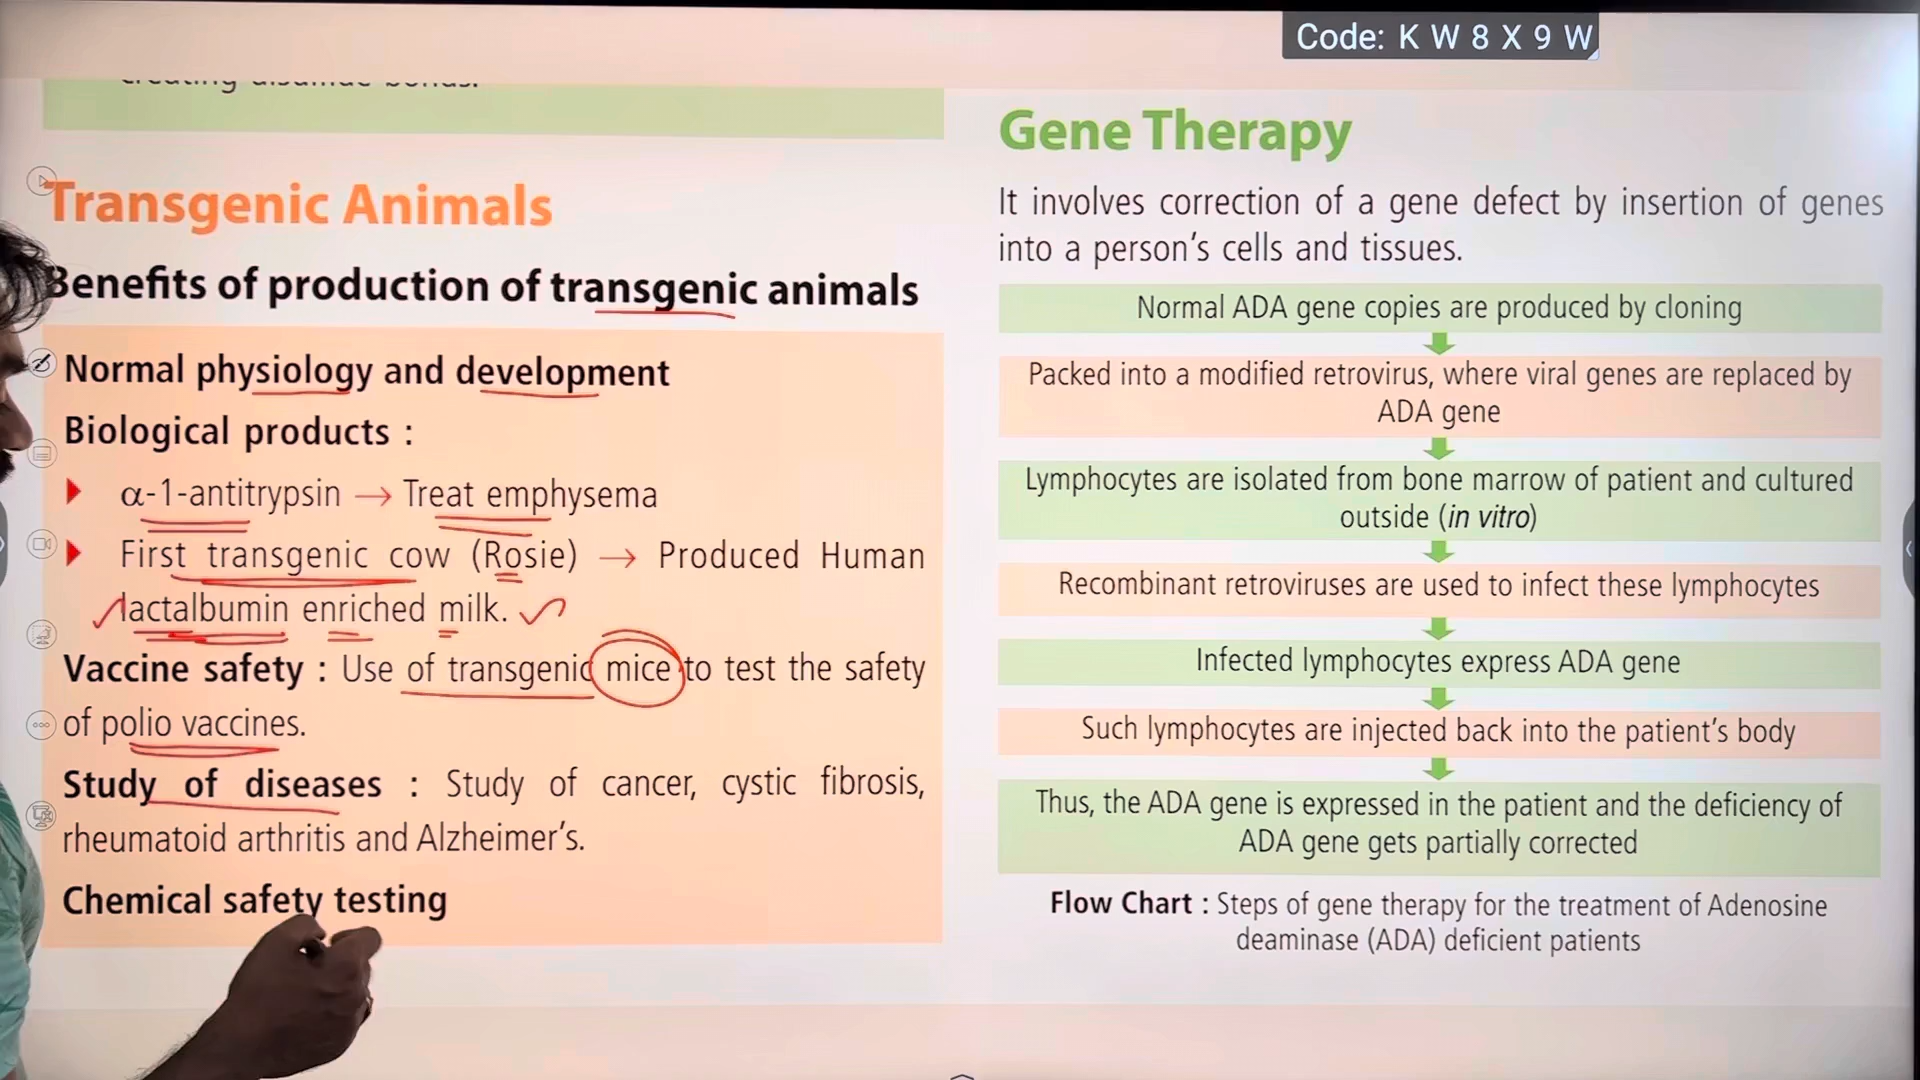 Code: K W 8 X 9 W
creating disulfide bonds.
Transgenic Animals
Benefits of production of transgenic animals
Normal physiology and development
Biological products :
α-1-antitrypsin → Treat emphysema
First transgenic cow (Rosie) → Produced Human
lactalbumin enriched milk.
Vaccine safety : Use of transgenic mice to test the safety
of polio vaccines.
Study of diseases : Study of cancer, cystic fibrosis,
rheumatoid arthritis and Alzheimer's.
Chemical safety testing
Gene Therapy
It involves correction of a gene defect by insertion of genes
into a person's cells and tissues.
Normal ADA gene copies are produced by cloning
Packed into a modified retrovirus, where viral genes are replaced by
ADA gene
Lymphocytes are isolated from bone marrow of patient and cultured
outside (in vitro)
Recombinant retroviruses are used to infect these lymphocytes
Infected lymphocytes express ADA gene
Such lymphocytes are injected back into the patient's body
Thus, the ADA gene is expressed in the patient and the deficiency of
ADA gene gets partially corrected
Flow Chart : Steps of gene therapy for the treatment of Adenosine
deaminase (ADA) deficient patients